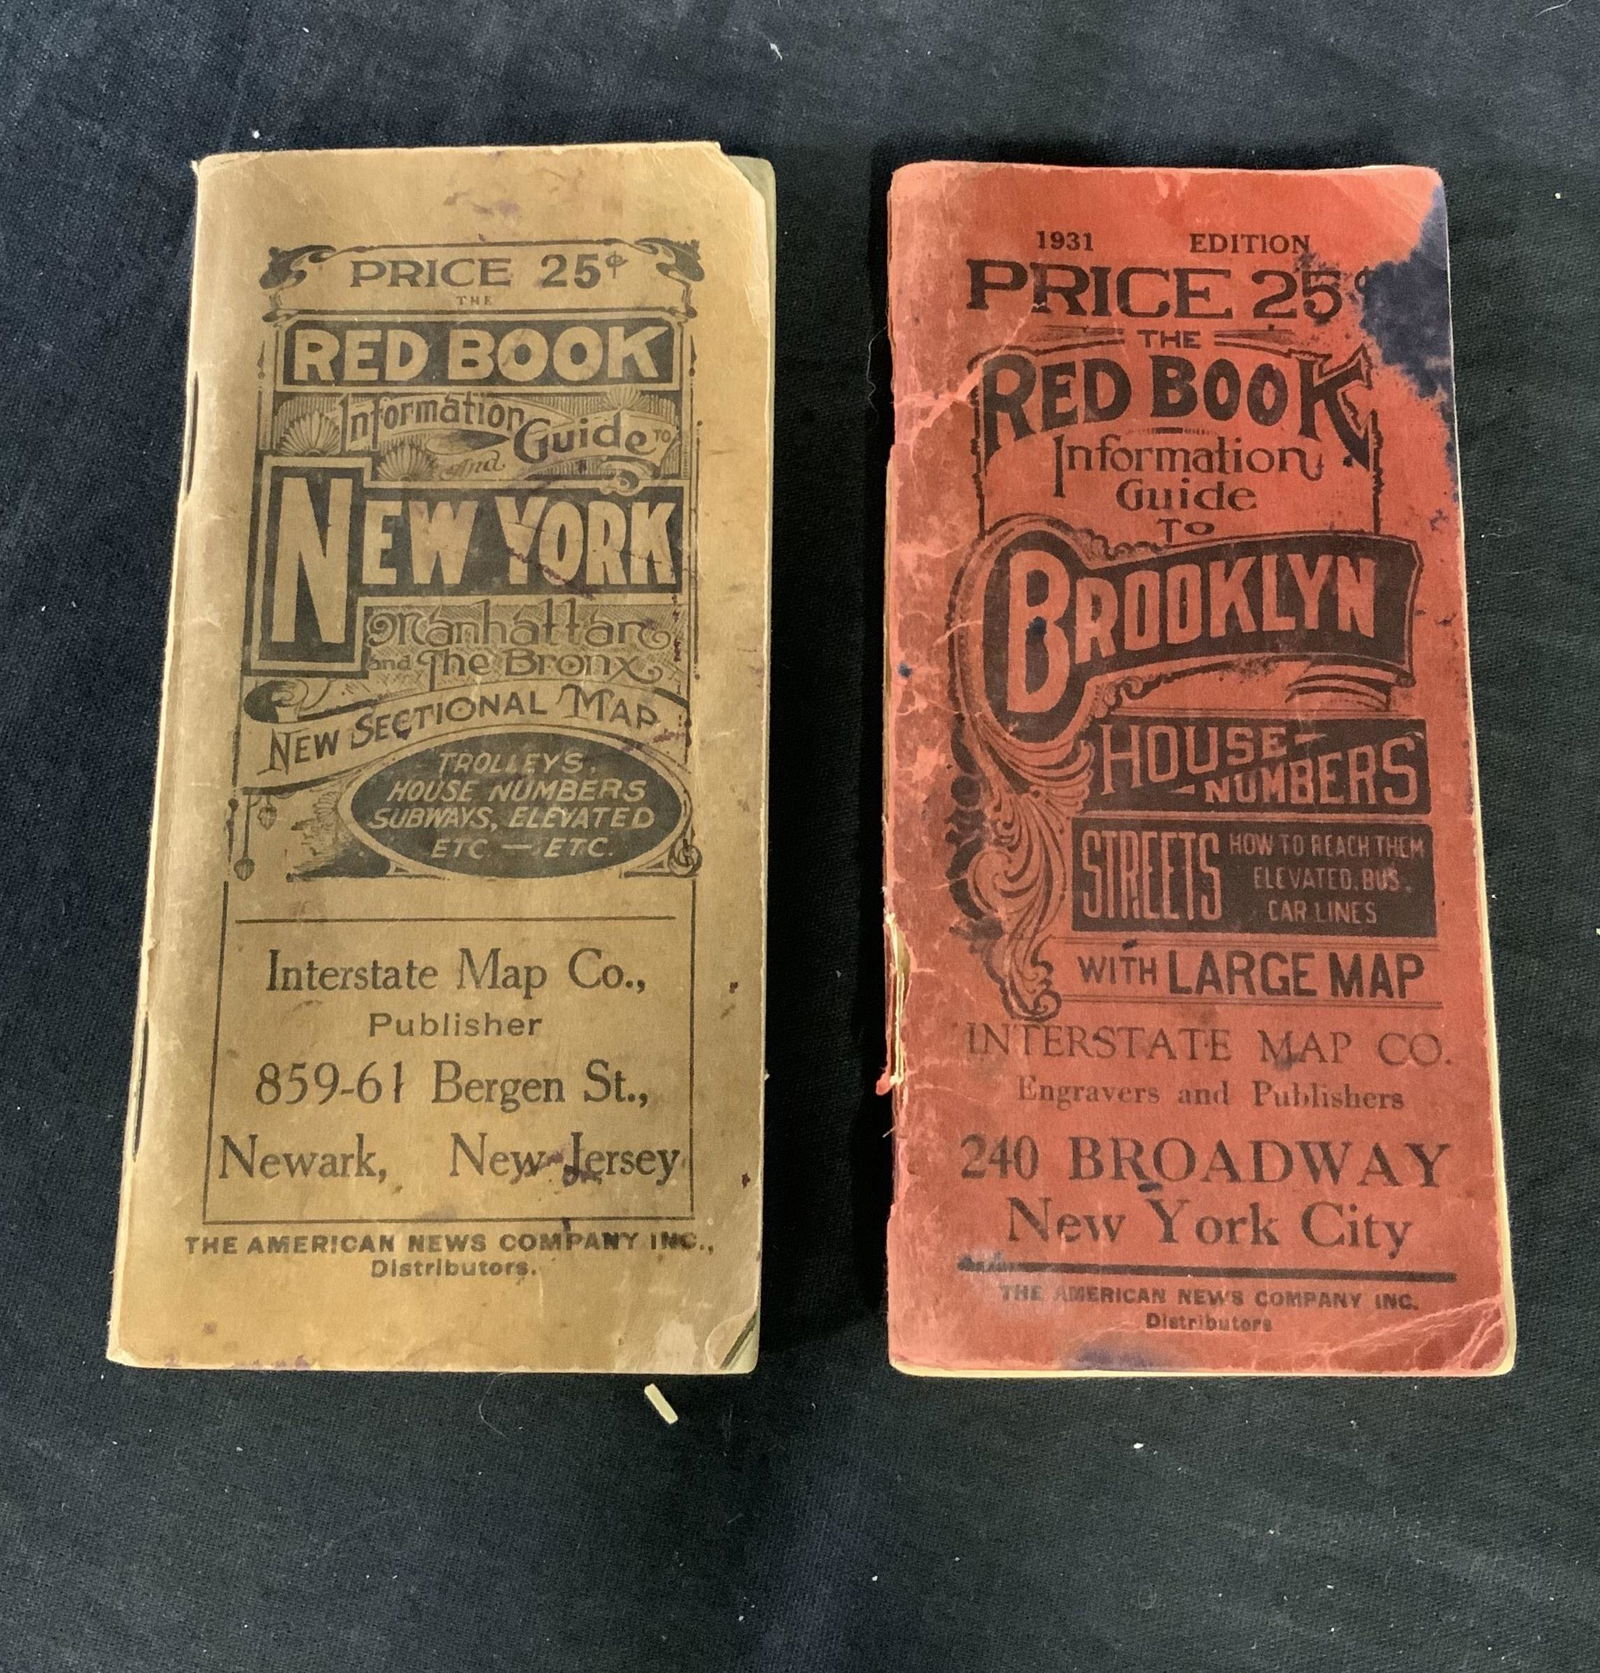 PRICE 25¢
THE
RED BOOK
Information
and Guide TO
NEW YORK
Manhattan
and The Bronx
NEW SECTIONAL MAP
TROLLEYS,
HOUSE NUMBERS
SUBWAYS, ELEVATED
ETC — ETC.
Interstate Map Co.,
Publisher
859-61 Bergen St.,
Newark, New Jersey
THE AMERICAN NEWS COMPANY INC.,
Distributors.
1931 EDITION
PRICE 25¢
THE
RED BOOK
Information
Guide
To
BROOKLYN
HOUSE-
NUMBERS
STREETS HOW TO REACH THEM
ELEVATED, BUS,
CAR LINES
WITH LARGE MAP
INTERSTATE MAP CO.
Engravers and Publishers
240 BROADWAY
New York City
THE AMERICAN NEWS COMPANY INC.
Distributors